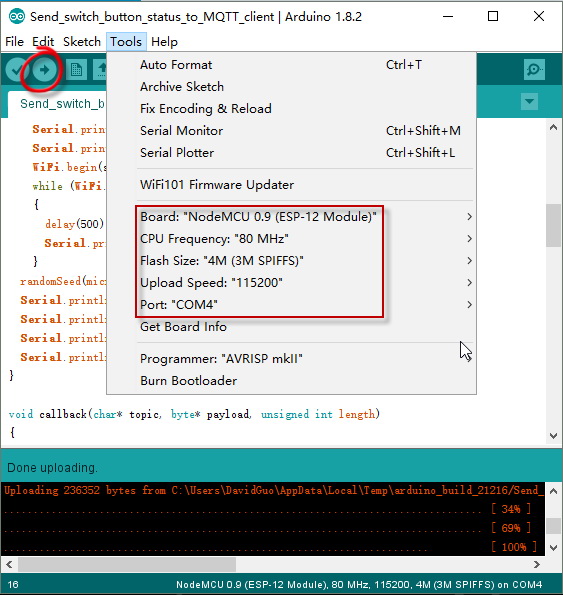 Send_switch_button_status_to_MQTT_client | Arduino 1.8.2
File Edit Sketch Tools Help
Send_switch_b
Auto Format Ctrl+T
Archive Sketch
Fix Encoding & Reload
Serial Monitor Ctrl+Shift+M
Serial Plotter Ctrl+Shift+L
WiFi101 Firmware Updater
Board: "NodeMCU 0.9 (ESP-12 Module)"
CPU Frequency: "80 MHz"
Flash Size: "4M (3M SPIFFS)"
Upload Speed: "115200"
Port: "COM4"
Get Board Info
Programmer: "AVRISP mkII"
Burn Bootloader
Serial.printl
WiFi.begin(s
while (WiFi.
{
delay(500)
Serial.pr
}
randomSeed(mic
Serial.printl
Serial.printl
Serial.printl
Serial.printl
}
void callback(char* topic, byte* payload, unsigned int length)
{
Done uploading.
Uploading 236352 bytes from C:\Users\DavidGuo\AppData\Local\Temp\arduino_build_21216/Send_
................................................................................ [ 34% ]
................................................................................ [ 69% ]
...................................................................... [ 100% ]
16 NodeMCU 0.9 (ESP-12 Module), 80 MHz, 115200, 4M (3M SPIFFS) on COM4